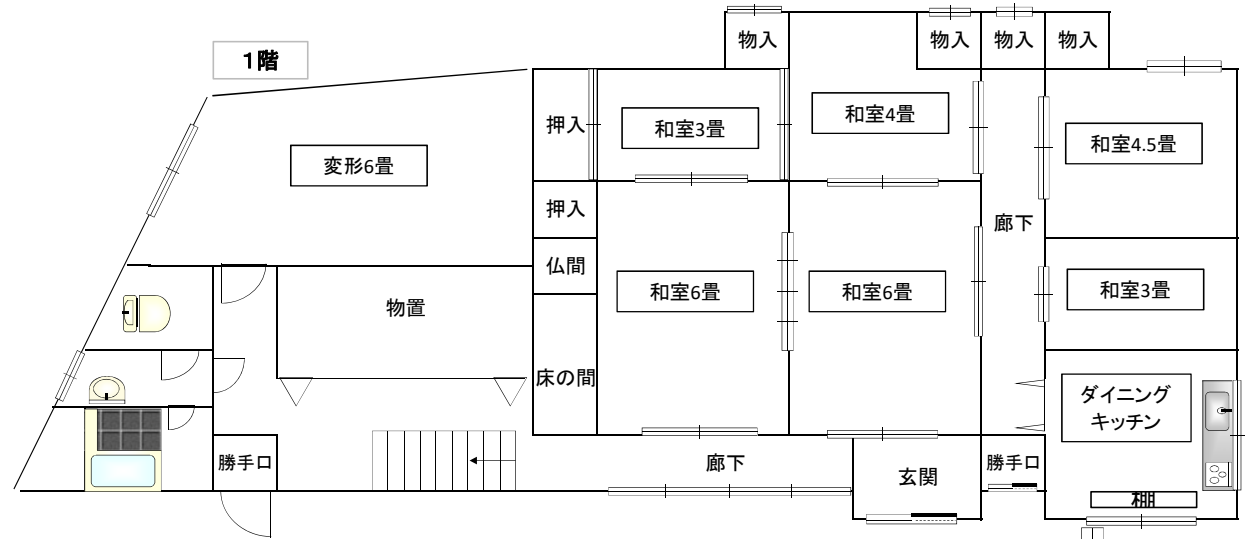 1階
物入
物入
物入
物入
押入
和室3畳
和室4畳
和室4.5畳
変形6畳
押入
廊下
仏間
和室6畳
和室6畳
和室3畳
物置
床の間
ダイニング
キッチン
勝手口
廊下
玄関
勝手口
棚